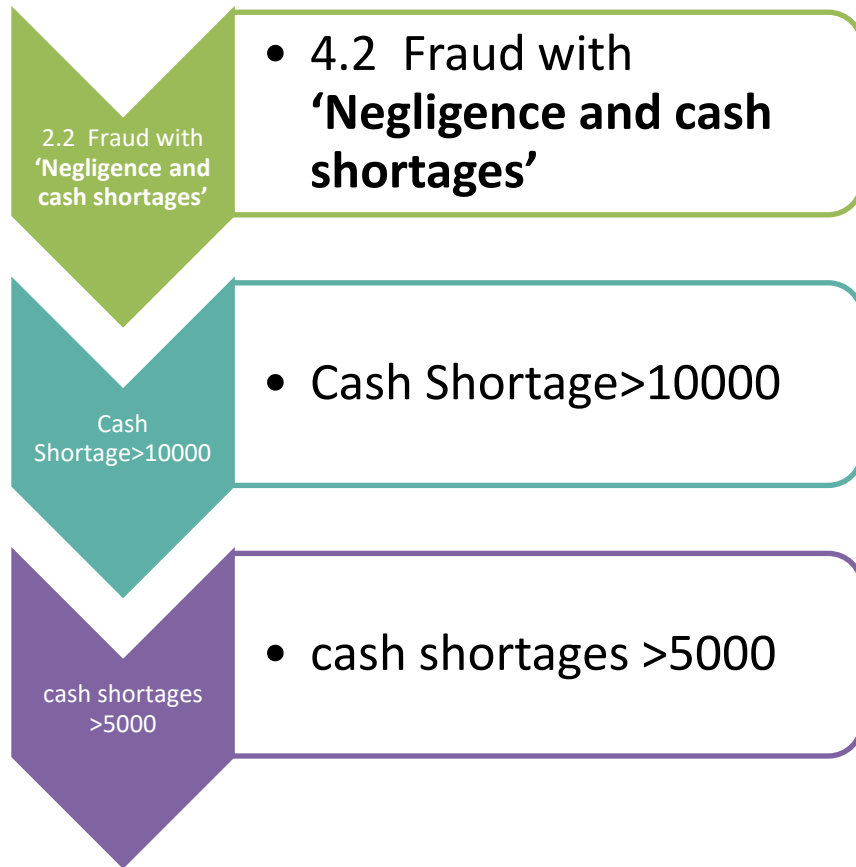 2.2 Fraud with
‘Negligence and
cash shortages’
• 4.2 Fraud with
‘Negligence and cash
shortages’
Cash
Shortage>10000
• Cash Shortage>10000
cash shortages
>5000
• cash shortages >5000